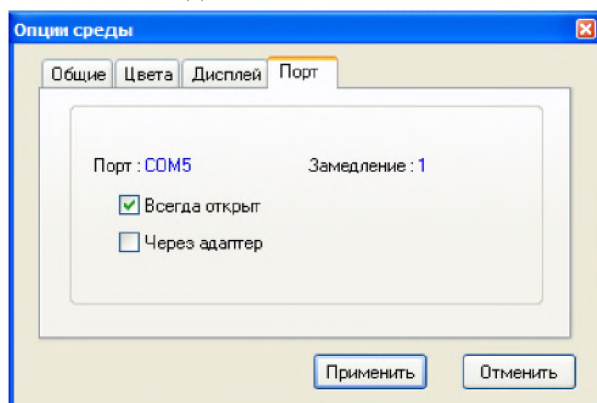 Опции среды
Общие Цвета Дисплей Порт
Порт : COM5 Замедление : 1
Всегда открыт
Через адаптер
Применить Отменить